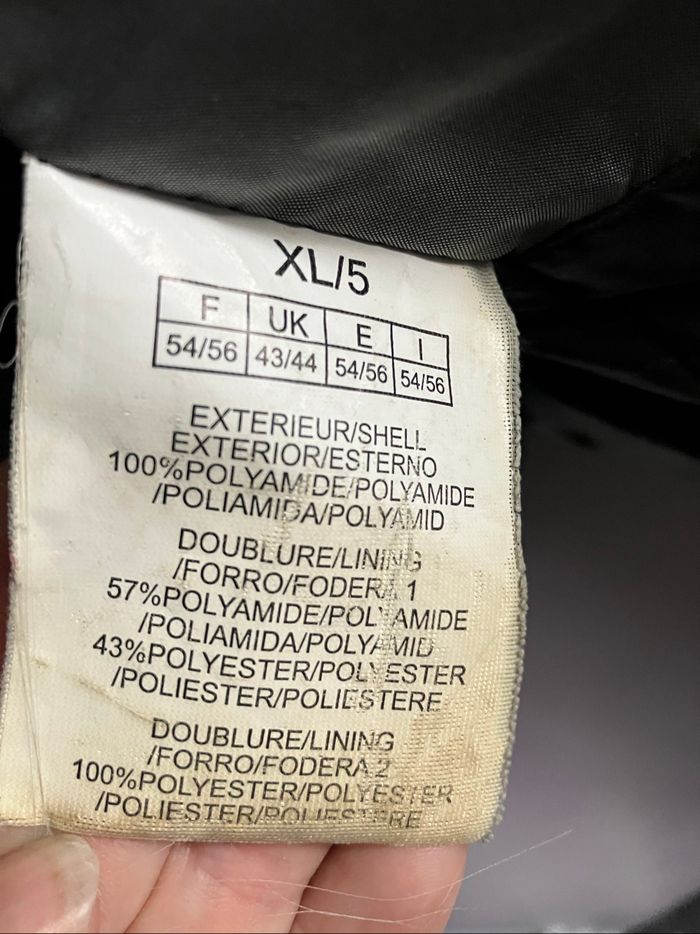 XL/5
F UK E I
54/56 43/44 54/56 54/56
EXTERIEUR/SHELL
EXTERIOR/ESTERNO
100%POLYAMIDE/POLYAMIDE
/POLIAMIDA/POLYAMID
DOUBLURE/LINING
/FORRO/FODERA 1
57%POLYAMIDE/POLYAMIDE
/POLIAMIDA/POLYAMID
43%POLYESTER/POLYESTER
/POLIESTER/POLIESTERE
DOUBLURE/LINING
/FORRO/FODERA 2
100%POLYESTER/POLYESTER
/POLIESTER/POLIESTERE